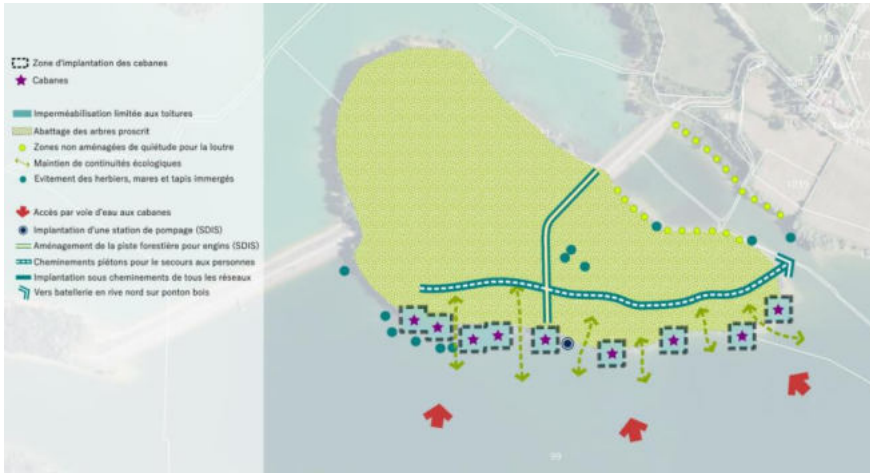 Zone d'implantation des cabanes
Cabanes
Imperméabilisation limitée aux toitures
Abattage des arbres proscrit
Zones non aménagées de quiétude pour la loutre
Maintien de continuités écologiques
Evitement des herbiers, mares et tapis immergés
Accès par voie d'eau aux cabanes
Implantation d'une station de pompage (SDIS)
Aménagement de la piste forestière pour engins (SDIS)
Cheminements piétons pour le secours aux personnes
Implantation sous cheminements de tous les réseaux
Vers batellerie en rive nord sur ponton bois
99